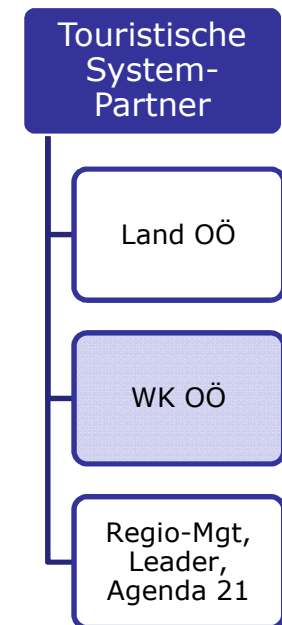 Touristische
System-
Partner
Land OÖ
WK OÖ
Regio-Mgt,
Leader,
Agenda 21